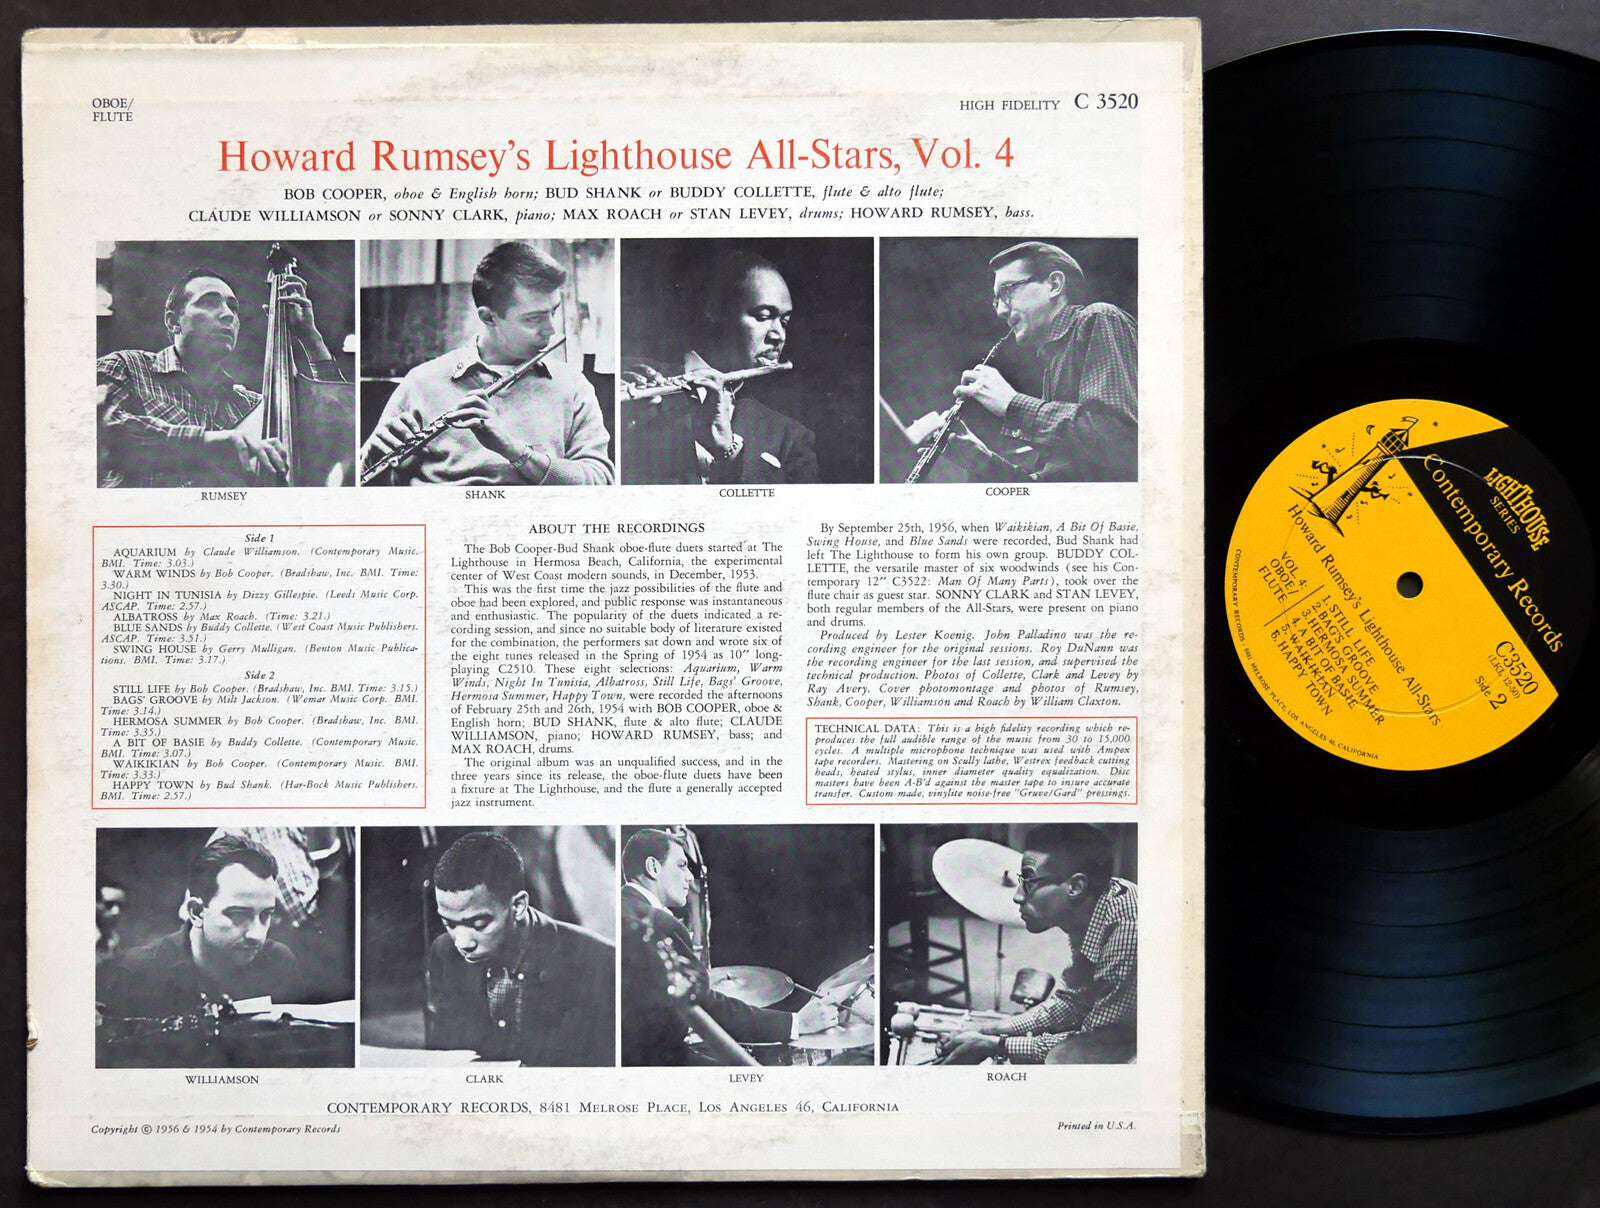 OBOE/
FLUTE
HIGH FIDELITY C 3520
Howard Rumsey's Lighthouse All-Stars, Vol. 4
BOB COOPER, oboe & English horn; BUD SHANK or BUDDY COLLETTE, flute & alto flute;
CLAUDE WILLIAMSON or SONNY CLARK, piano; MAX ROACH or STAN LEVEY, drums; HOWARD RUMSEY, bass.
RUMSEY
SHANK
COLLETTE
COOPER
Side 1
AQUARIUM by Claude Williamson. (Contemporary Music.
BMI. Time: 3.03.)
WARM WINDS by Bob Cooper. (Bradshaw, Inc. BMI. Time:
3.30.)
NIGHT IN TUNISIA by Dizzy Gillespie. (Leeds Music Corp.
ASCAP. Time: 2.57.)
ALBATROSS by Max Roach. (Time: 3.21.)
BLUE SANDS by Buddy Collette. (West Coast Music Publishers.
ASCAP. Time: 3.51.)
SWING HOUSE by Gerry Mulligan. (Benton Music Publica-
tions. BMI. Time: 3.17.)
Side 2
STILL LIFE by Bob Cooper. (Bradshaw, Inc. BMI. Time: 3.15.)
BAGS' GROOVE by Milt Jackson. (Wemar Music Corp. BMI.
Time: 3.14.)
HERMOSA SUMMER by Bob Cooper. (Bradshaw, Inc. BMI.
Time: 3.35.)
A BIT OF BASIE by Buddy Collette. (Contemporary Music.
BMI. Time: 3.07.)
WAIKIKIAN by Bob Cooper. (Contemporary Music. BMI.
Time: 3.33.)
HAPPY TOWN by Bud Shank. (Har-Bock Music Publishers.
BMI. Time: 2.57.)
ABOUT THE RECORDINGS
The Bob Cooper-Bud Shank oboe-flute duets started at The
Lighthouse in Hermosa Beach, California, the experimental
center of West Coast modern sounds, in December, 1953.
This was the first time the jazz possibilities of the flute and
oboe had been explored, and public response was instantaneous
and enthusiastic. The popularity of the duets indicated a re-
cording session, and since no suitable body of literature existed
for the combination, the performers sat down and wrote six of
the eight tunes released in the Spring of 1954 as 10" long-
playing C2510. These eight selections: Aquarium, Warm
Winds, Night In Tunisia, Albatross, Still Life, Bags' Groove,
Hermosa Summer, Happy Town, were recorded the afternoons
of February 25th and 26th, 1954 with BOB COOPER, oboe &
English horn; BUD SHANK, flute & alto flute; CLAUDE
WILLIAMSON, piano; HOWARD RUMSEY, bass; and
MAX ROACH, drums.
The original album was an unqualified success, and in the
three years since its release, the oboe-flute duets have been
a fixture at The Lighthouse, and the flute a generally accepted
jazz instrument.
By September 25th, 1956, when Waikikian, A Bit Of Basie,
Swing House, and Blue Sands were recorded, Bud Shank had
left The Lighthouse to form his own group. BUDDY COL-
LETTE, the versatile master of six woodwinds (see his Con-
temporary 12" C3522: Man Of Many Parts), took over the
flute chair as guest star. SONNY CLARK and STAN LEVEY,
both regular members of the All-Stars, were present on piano
and drums.
Produced by Lester Koenig. John Palladino was the re-
cording engineer for the original sessions. Roy DuNann was
the recording engineer for the last session, and supervised the
technical production. Photos of Collette, Clark and Levey by
Ray Avery. Cover photomontage and photos of Rumsey,
Shank, Cooper, Williamson and Roach by William Claxton.
TECHNICAL DATA: This is a high fidelity recording which re-
produces the full audible range of the music from 30 to 15,000
cycles. A multiple microphone technique was used with Ampex
tape recorders. Mastering on Scully lathe, Westrex feedback cutting
heads, heated stylus, inner diameter quality equalization. Disc
masters have been A-B'd against the master tape to insure accurate
transfer. Custom made, vinylite noise-free "Gruve/Gard" pressings.
WILLIAMSON
CLARK
LEVEY
ROACH
CONTEMPORARY RECORDS, 8481 MELROSE PLACE, LOS ANGELES 46, CALIFORNIA
Copyright © 1956 & 1954 by Contemporary Records
Printed in U.S.A.
LIGHTHOUSE
SERIES
Contemporary Records
Howard Rumsey's Lighthouse All-Stars
VOL. 4:
OBOE/
FLUTE
1. STILL LIFE
2. BAG'S GROOVE
3. HERMOSA SUMMER
4. A BIT OF BASIE
5. WAIKIKIAN
6. HAPPY TOWN
C3520
(LKL 12-50)
Side 2
CONTEMPORARY RECORDS · 8481 MELROSE PLACE, LOS ANGELES 46, CALIFORNIA